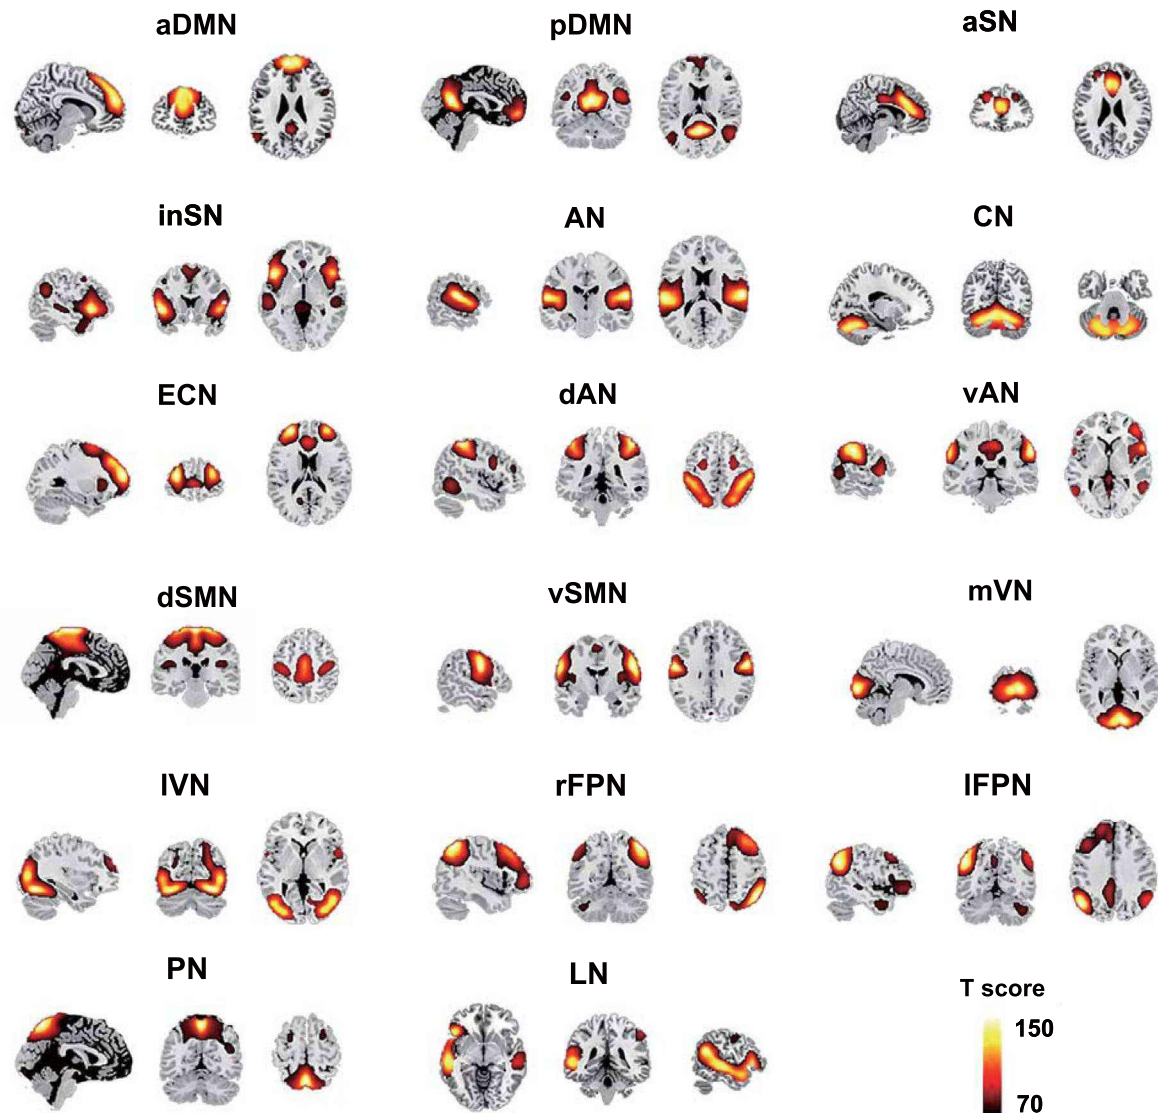 aDMN pDMN aSN
inSN AN CN
ECN dAN vAN
dSMN vSMN mVN
lVN rFPN lFPN
PN LN
T score
150
70